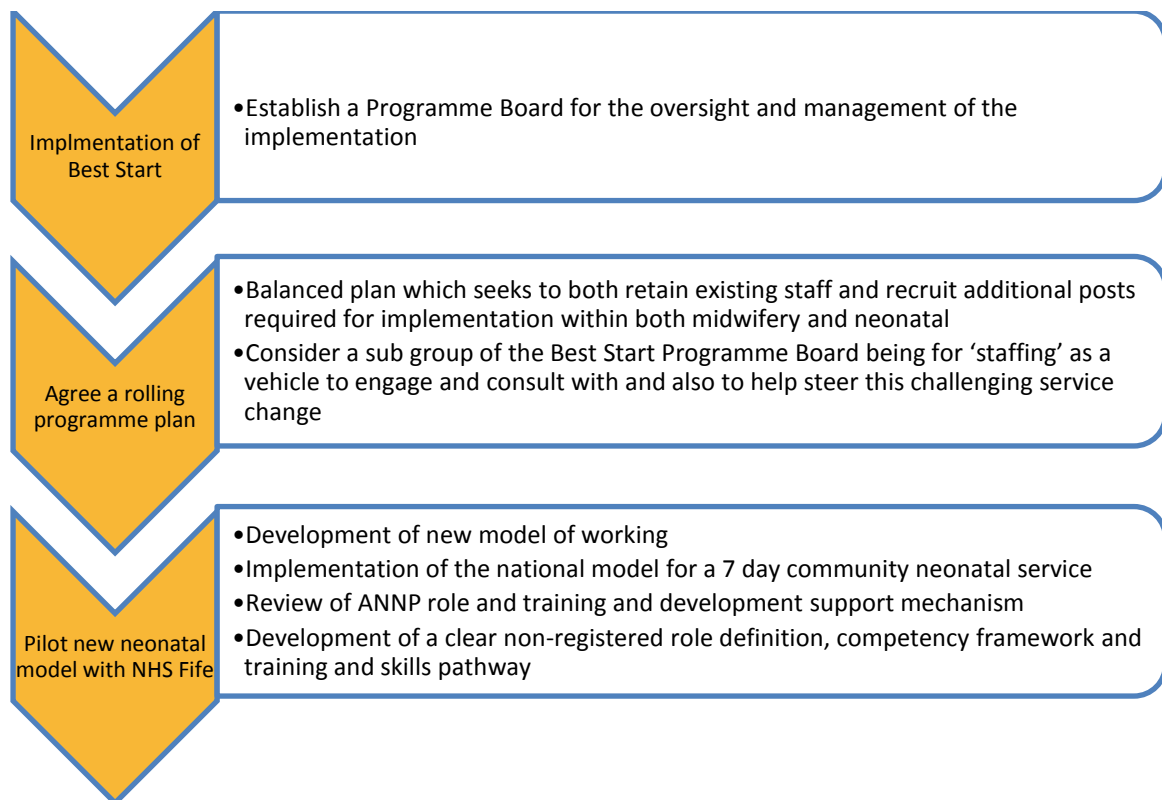 Implmentation of
Best Start
•Establish a Programme Board for the oversight and management of the
implementation
Agree a rolling
programme plan
•Balanced plan which seeks to both retain existing staff and recruit additional posts
required for implementation within both midwifery and neonatal
•Consider a sub group of the Best Start Programme Board being for ‘staffing’ as a
vehicle to engage and consult with and also to help steer this challenging service
change
Pilot new neonatal
model with NHS Fife
•Development of new model of working
•Implementation of the national model for a 7 day community neonatal service
•Review of ANNP role and training and development support mechanism
•Development of a clear non-registered role definition, competency framework and
training and skills pathway